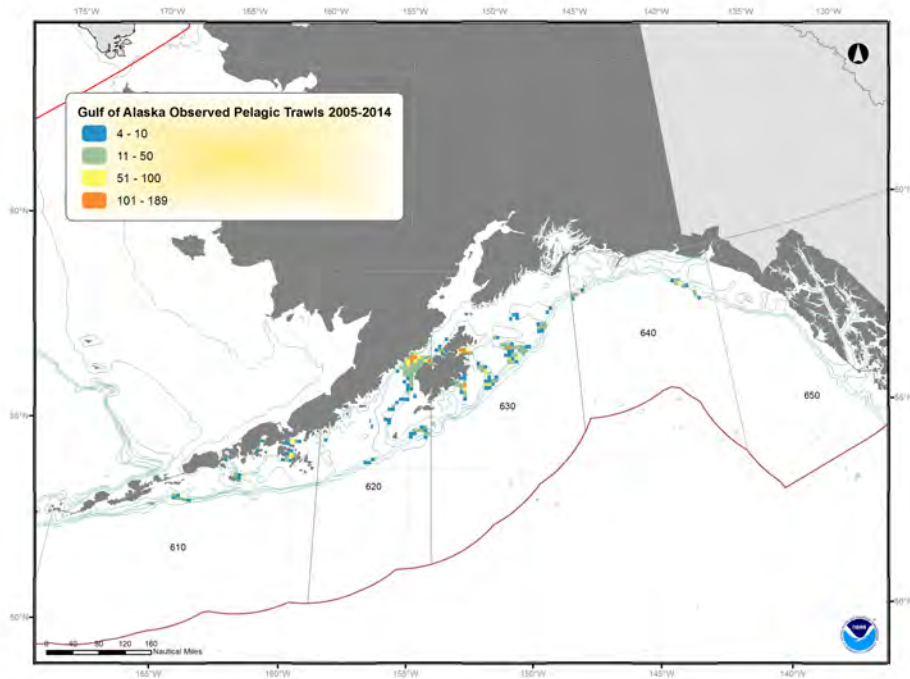 175°W 170°W 165°W 160°W 155°W 150°W 145°W 140°W 135°W 130°W
Gulf of Alaska Observed Pelagic Trawls 2005-2014
4 - 10
11 - 50
51 - 100
101 - 189
60°N 60°N
640
650
630
55°N 55°N
620
610
50°N 50°N
0 40 80 120 160
Nautical Miles
NOAA
165°W 160°W 155°W 150°W 145°W 140°W